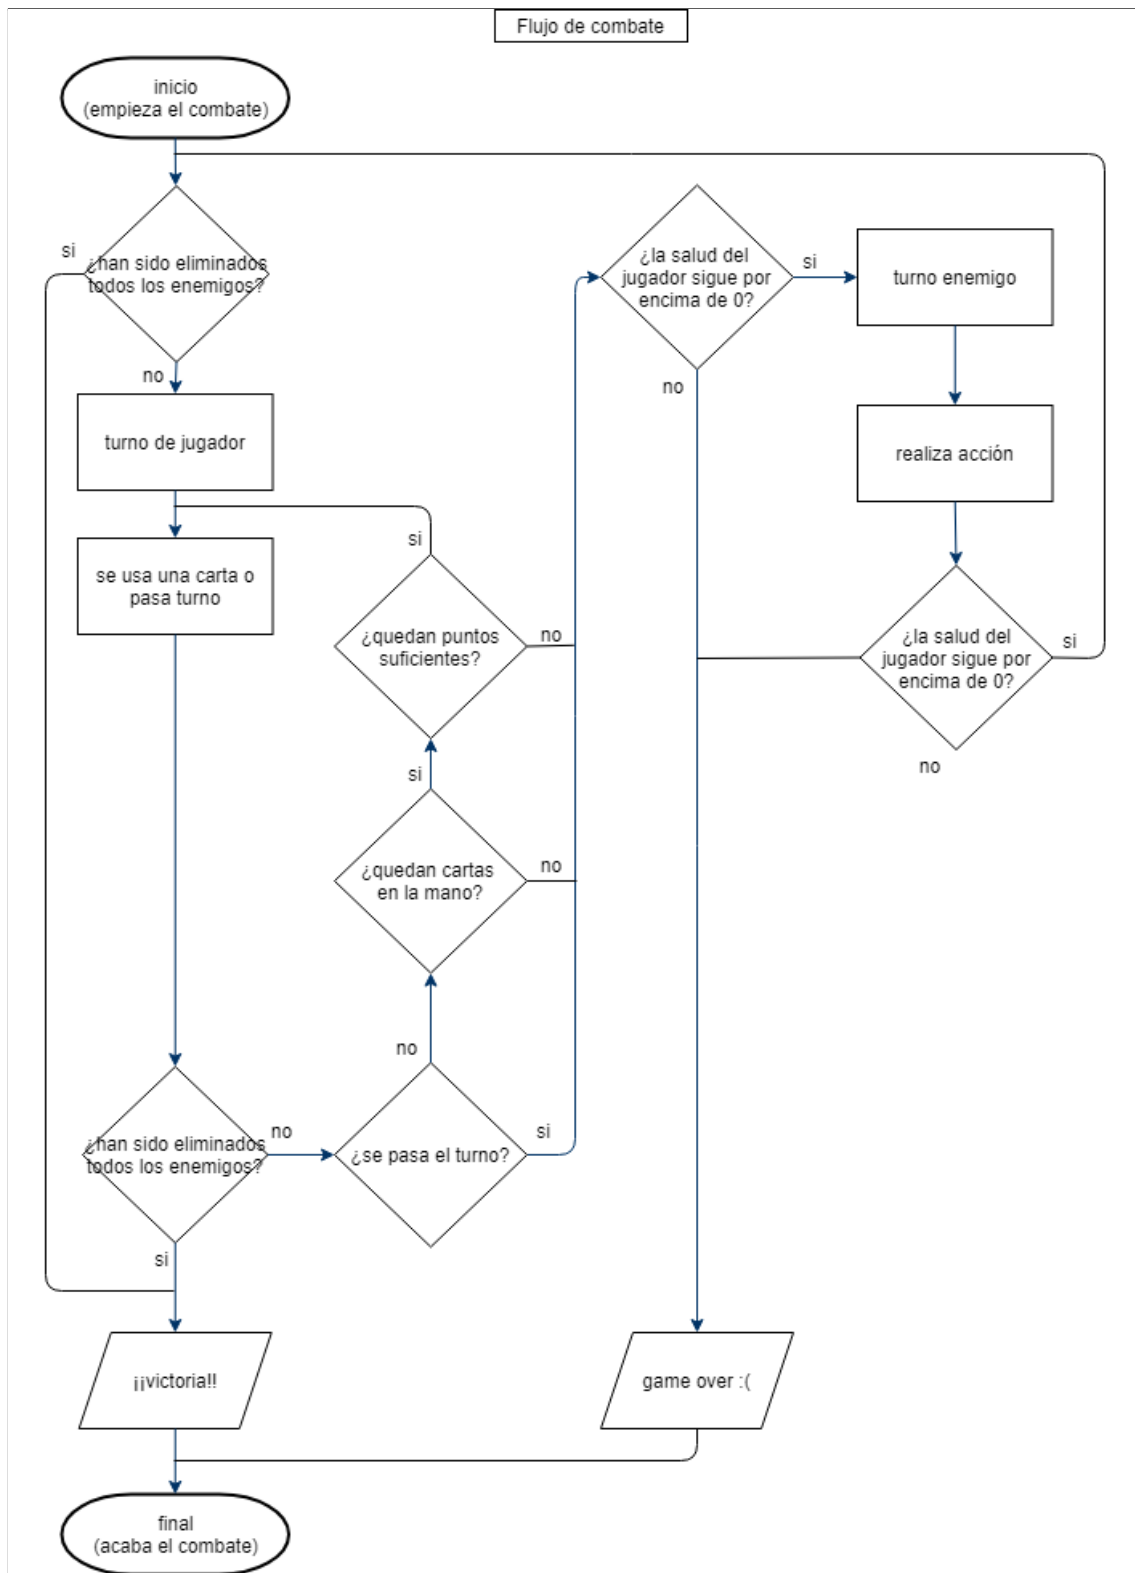 Flujo de combate
inicio
(empieza el combate)
si
¿han sido eliminados
todos los enemigos?
no
turno de jugador
se usa una carta o
pasa turno
¿han sido eliminados
todos los enemigos?
no
si
¿se pasa el turno?
si
no
¿quedan cartas
en la mano?
no
si
¿quedan puntos
suficientes?
no
si
¿la salud del
jugador sigue por
encima de 0?
si
no
turno enemigo
realiza acción
¿la salud del
jugador sigue por
encima de 0?
si
no
¡¡victoria!!
game over :(
final
(acaba el combate)